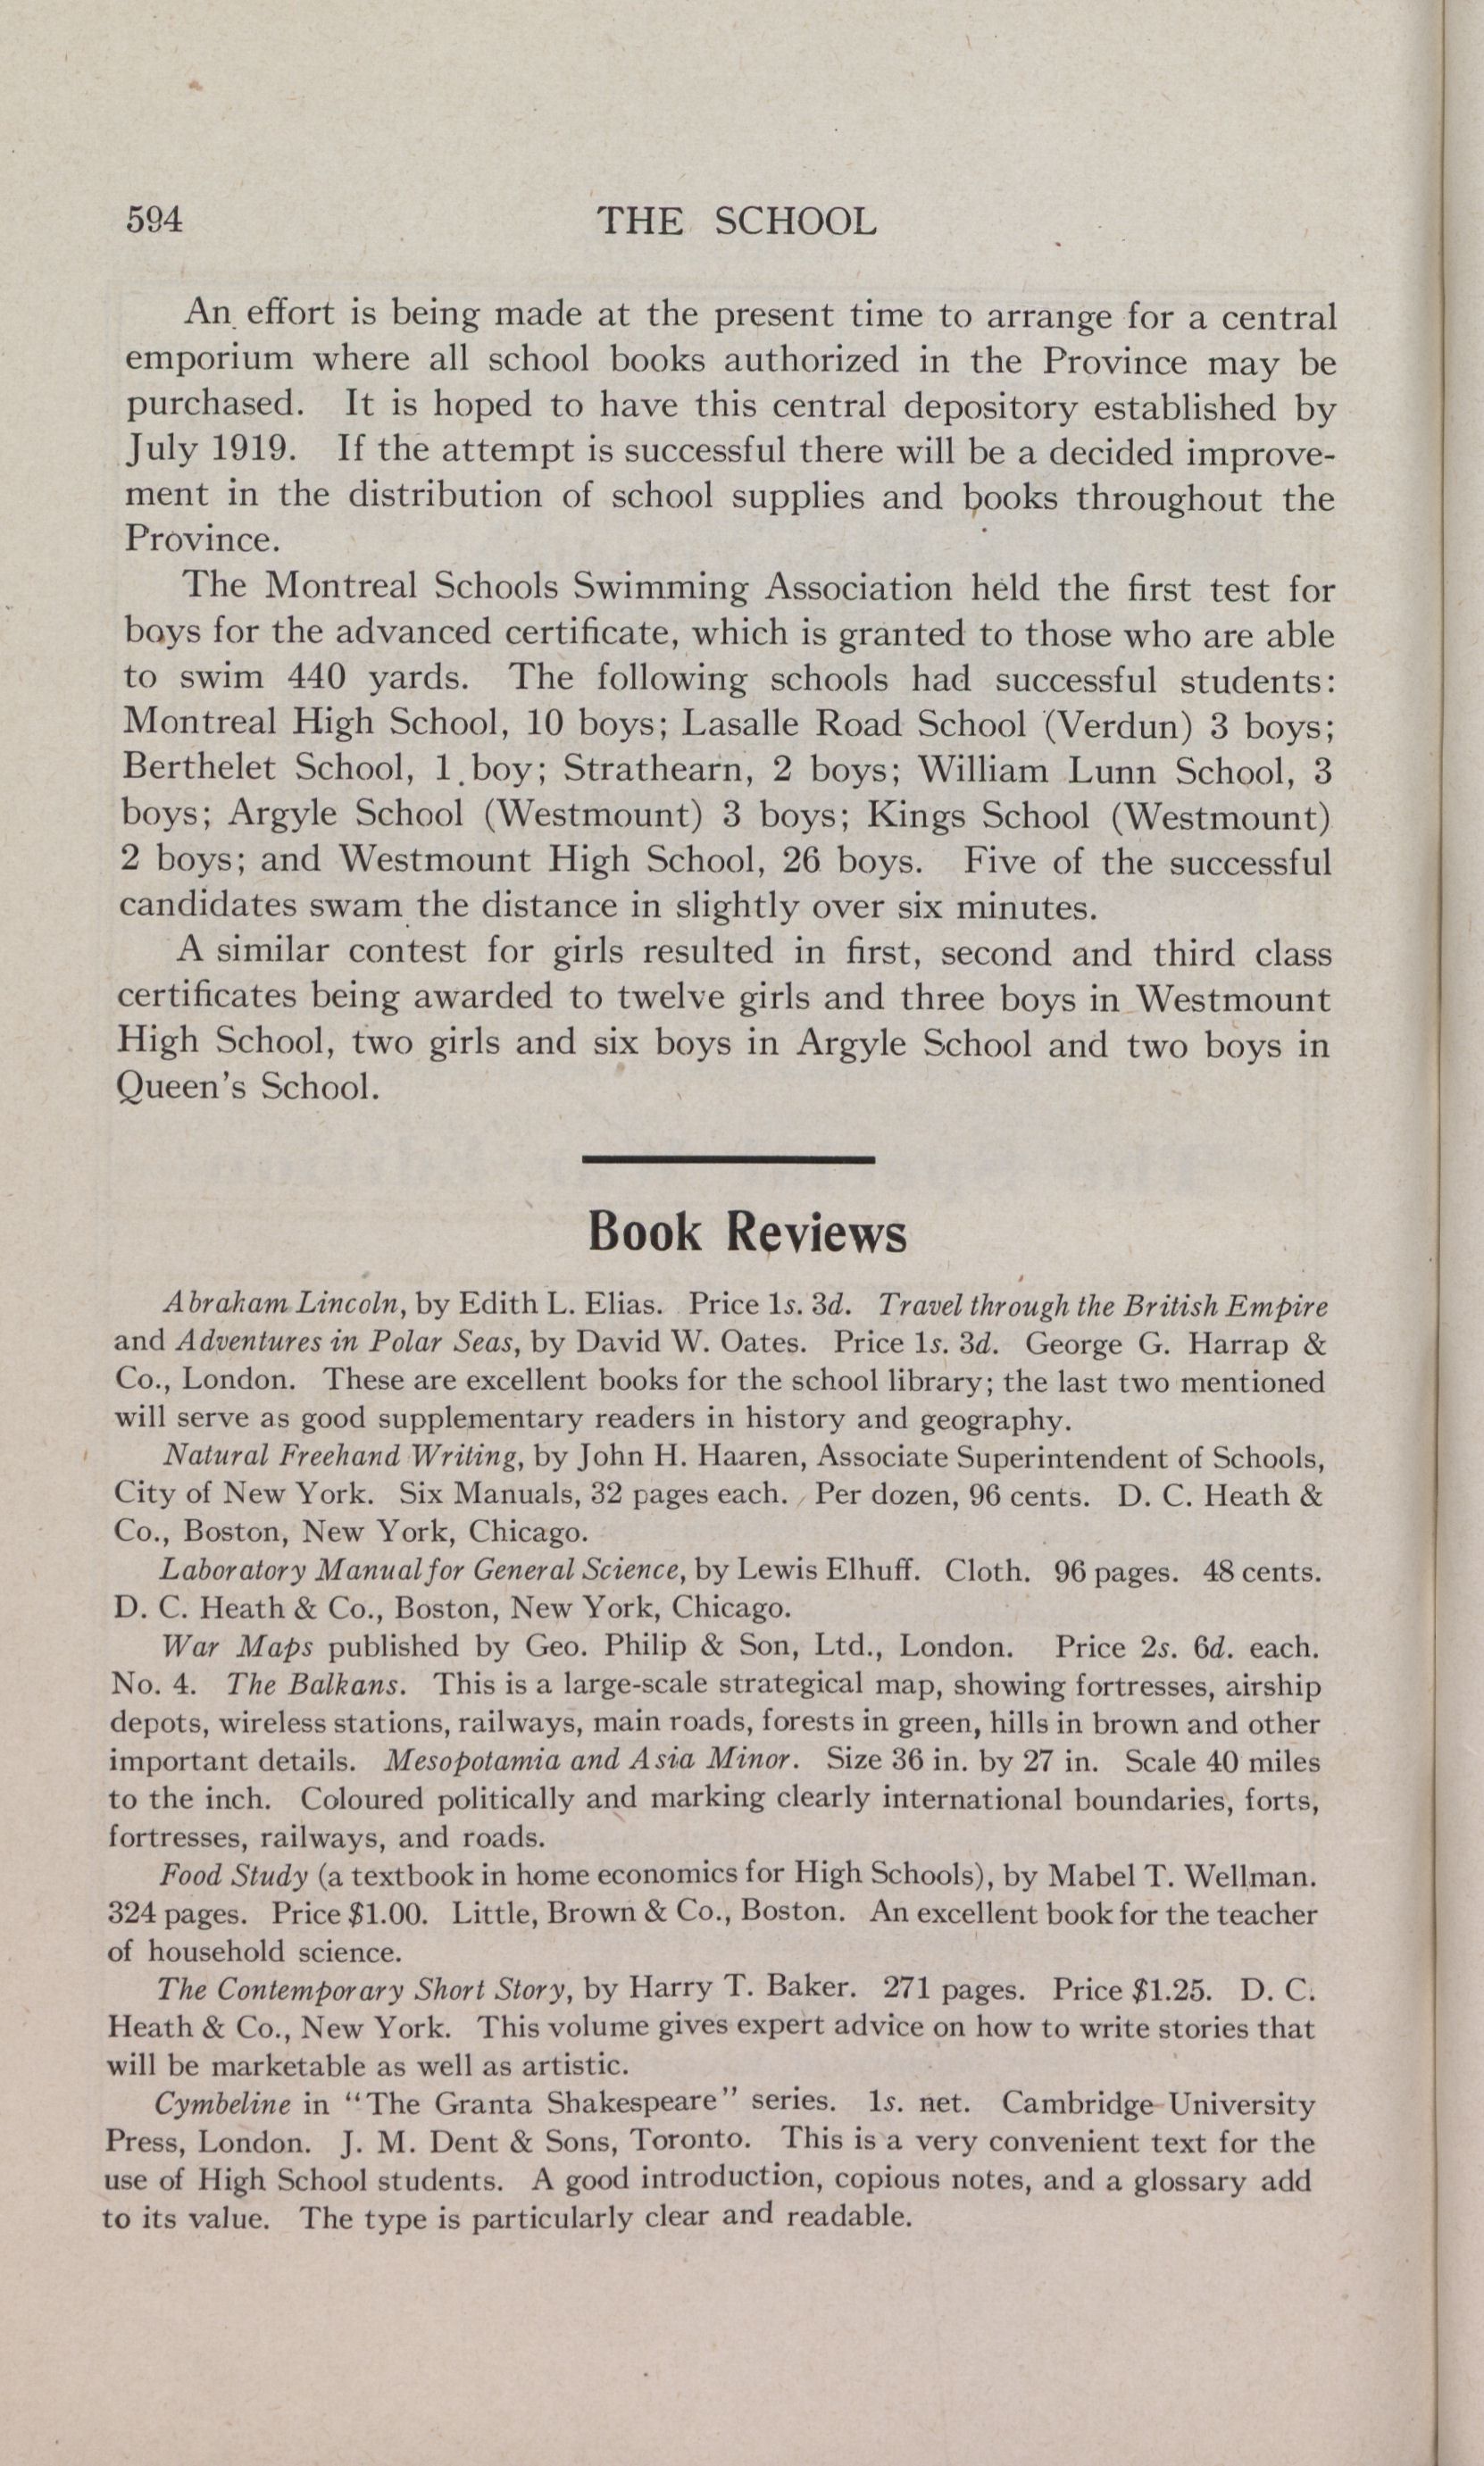 594 THE SCHOOL
An effort is being made at the present time to arrange for a central
emporium where all school books authorized in the Province may be
purchased. It is hoped to have this central depository established by
July 1919. If the attempt is successful there will be a decided improve-
ment in the distribution of school supplies and books throughout the
Province.
The Montreal Schools Swimming Association held the first test for
boys for the advanced certificate, which is granted to those who are able
to swim 440 yards. The following schools had successful students:
Montreal High School, 10 boys; Lasalle Road School (Verdun) 3 boys;
Berthelet School, 1 boy; Strathearn, 2 boys; William Lunn School, 3
boys; Argyle School (Westmount) 3 boys; Kings School (Westmount)
2 boys; and Westmount High School, 26 boys. Five of the successful
candidates swam the distance in slightly over six minutes.
A similar contest for girls resulted in first, second and third class
certificates being awarded to twelve girls and three boys in Westmount
High School, two girls and six boys in Argyle School and two boys in
Queen's School.
Book Reviews
Abraham Lincoln, by Edith L. Elias. Price 1s. 3d. Travel through the British Empire
and Adventures in Polar Seas, by David W. Oates. Price 1s. 3d. George G. Harrap &
Co., London. These are excellent books for the school library; the last two mentioned
will serve as good supplementary readers in history and geography.
Natural Freehand Writing, by John H. Haaren, Associate Superintendent of Schools,
City of New York. Six Manuals, 32 pages each. Per dozen, 96 cents. D. C. Heath &
Co., Boston, New York, Chicago.
Laboratory Manual for General Science, by Lewis Elhuff. Cloth. 96 pages. 48 cents.
D. C. Heath & Co., Boston, New York, Chicago.
War Maps published by Geo. Philip & Son, Ltd., London. Price 2s. 6d. each.
No. 4. The Balkans. This is a large-scale strategical map, showing fortresses, airship
depots, wireless stations, railways, main roads, forests in green, hills in brown and other
important details. Mesopotamia and Asia Minor. Size 36 in. by 27 in. Scale 40 miles
to the inch. Coloured politically and marking clearly international boundaries, forts,
fortresses, railways, and roads.
Food Study (a textbook in home economics for High Schools), by Mabel T. Wellman.
324 pages. Price $1.00. Little, Brown & Co., Boston. An excellent book for the teacher
of household science.
The Contemporary Short Story, by Harry T. Baker. 271 pages. Price $1.25. D. C.
Heath & Co., New York. This volume gives expert advice on how to write stories that
will be marketable as well as artistic.
Cymbeline in "The Granta Shakespeare" series. 1s. net. Cambridge University
Press, London. J. M. Dent & Sons, Toronto. This is a very convenient text for the
use of High School students. A good introduction, copious notes, and a glossary add
to its value. The type is particularly clear and readable.